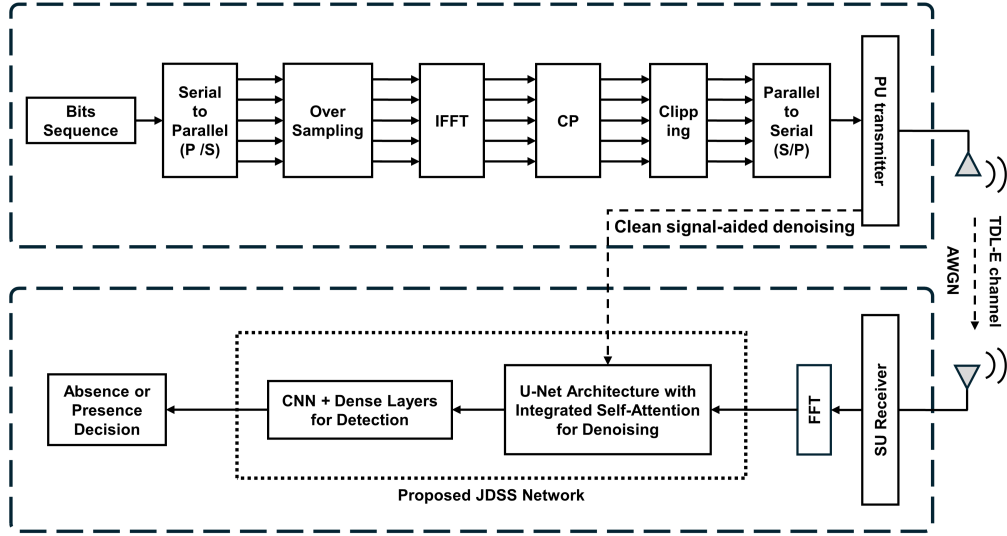 Bits
Sequence
Serial
to
Parallel
(P /S)
Over
Sampling
IFFT
CP
Clipp
ing
Parallel
to
Serial
(S/P)
PU transmitter
Clean signal-aided denoising
TDL-E channel
AWGN
Absence or
Presence
Decision
CNN + Dense Layers
for Detection
U-Net Architecture with
Integrated Self-Attention
for Denoising
FFT
SU Receiver
Proposed JDSS Network